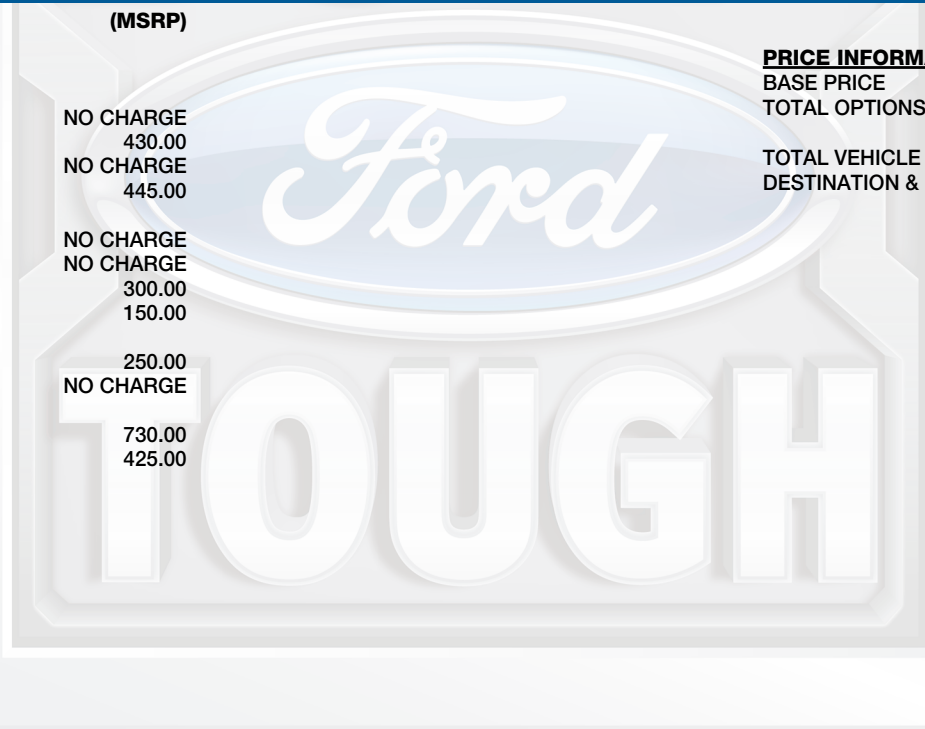 (MSRP)
NO CHARGE
430.00
NO CHARGE
445.00
NO CHARGE
NO CHARGE
300.00
150.00
250.00
NO CHARGE
730.00
425.00
PRICE INFORMA
BASE PRICE
TOTAL OPTIONS
TOTAL VEHICLE
DESTINATION &
Ford
TOUGH